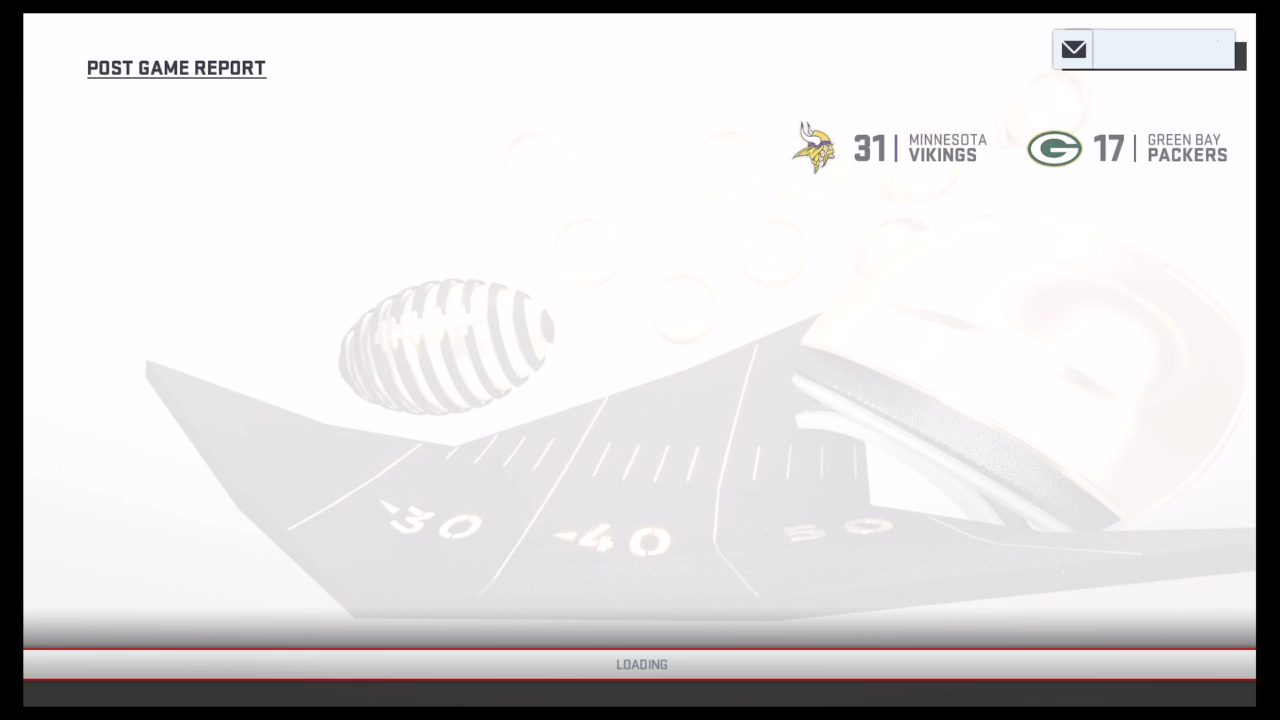 POST GAME REPORT
31 | MINNESOTA VIKINGS
17 | GREEN BAY PACKERS
G
30
40
50
LOADING